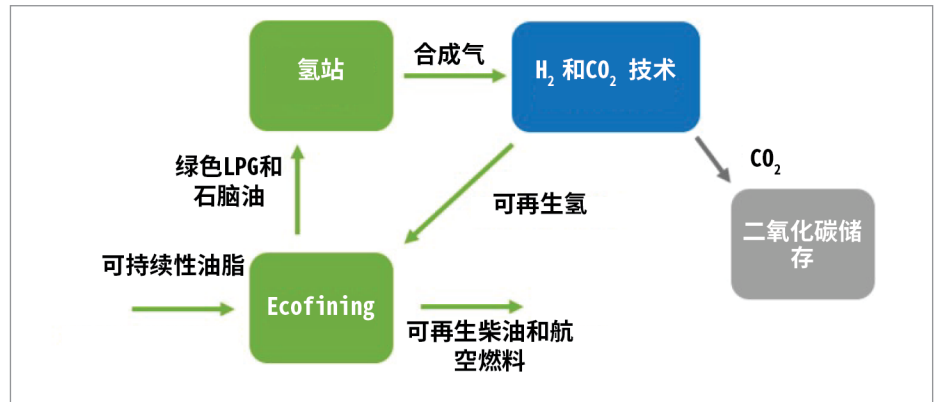 氢站
合成气
H₂ 和CO₂ 技术
绿色LPG和
石脑油
CO₂
可再生氢
二氧化碳储
存
可持续性油脂
Ecofining
可再生柴油和航
空燃料